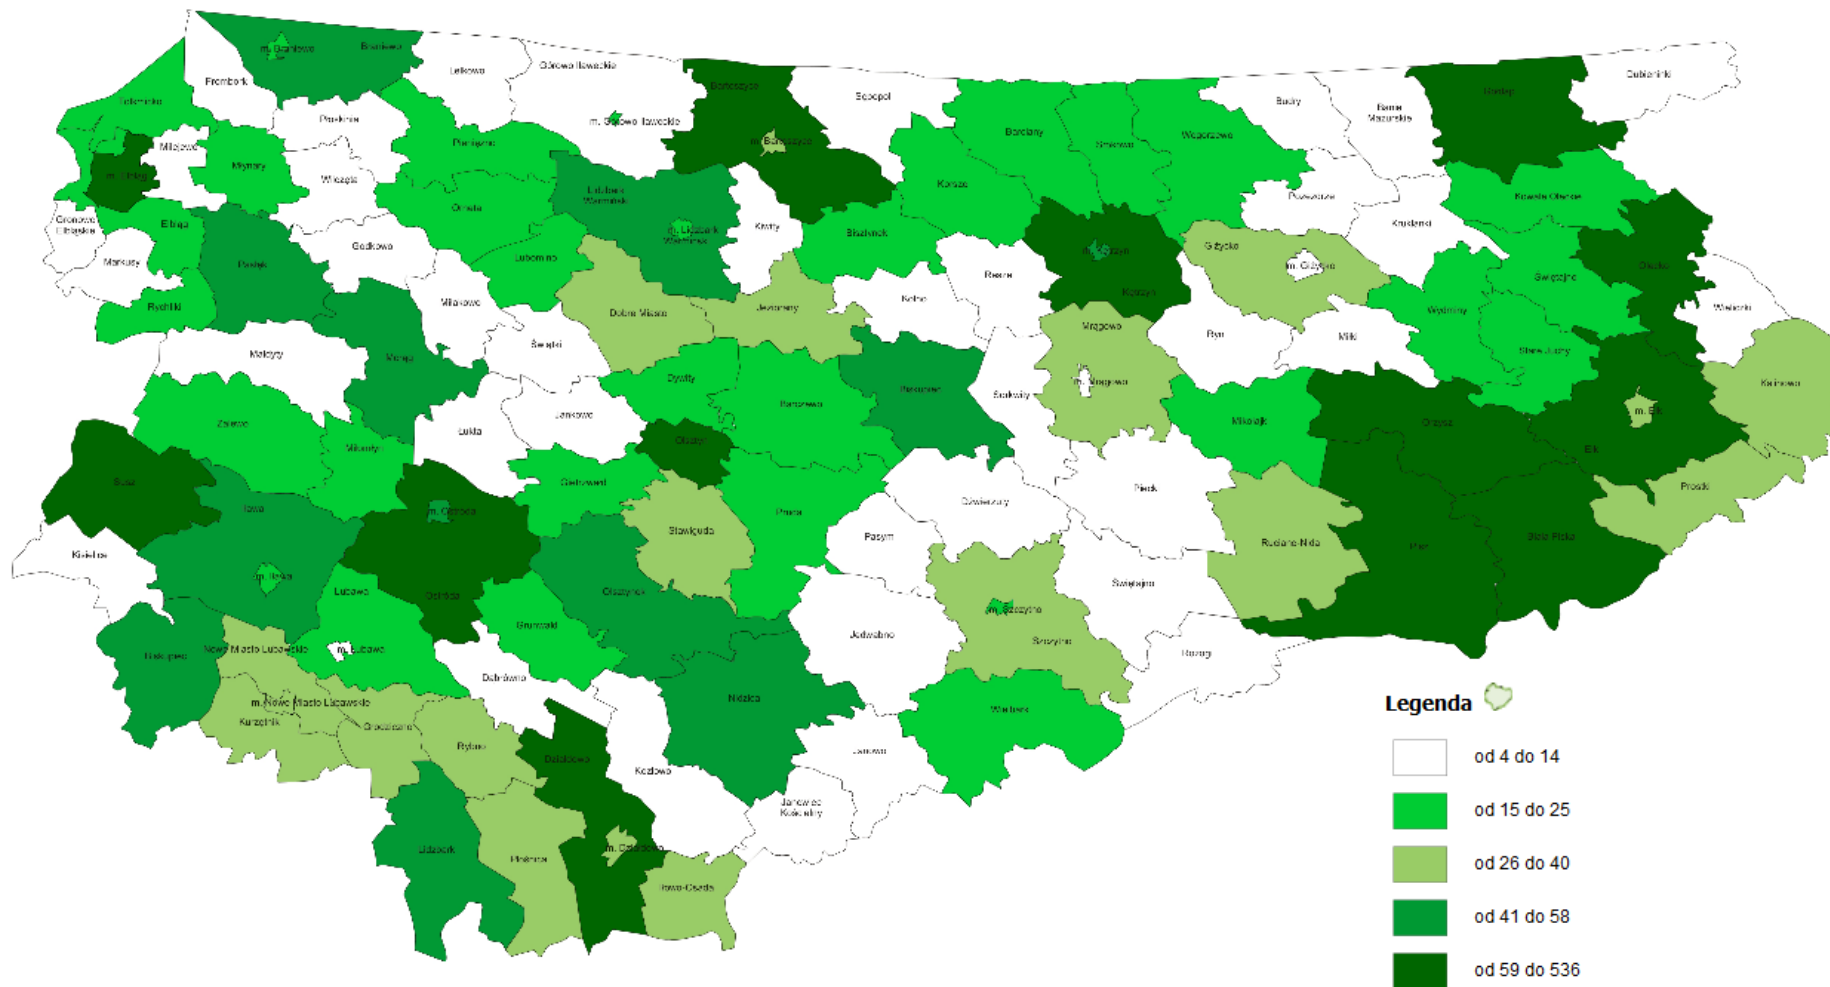 m. Braniewo
Braniewo
Lelkowo
Górowo Iławeckie
Frombork
Bartoszyce
Sępopol
Gołdap
Dubieninki
Budry
Banie
Mazurskie
Tolkmicko
Płoskinia
m. Górowo Iławeckie
Pieniężno
m. Bartoszyce
Barciany
Srokowo
Węgorzewo
Milejewo
Młynary
Wilczęta
m. Elbląg
Lidzbark
Warmiński
Korsze
Pozezdrze
Kowale Oleckie
Orneta
Gronowo
Elbląskie
Elbląg
Kruklanki
m. Lidzbark
Warmińsk
Kiwity
Bisztynek
Godkowo
Markusy
Pasłęk
Lubomino
Giżycko
m. Giżycko
Olecko
Świętajno
Reszel
Kętrzyn
Rychliki
Miłakowo
Kolno
Wieliczki
Dobre Miasto
Jeziorany
Wydminy
Mrągowo
Ryn
Miłki
Świątki
Małdyty
Morąg
Stare Juchy
Dywity
m. Mrągowo
Kalinowo
Biskupiec
Sorkwity
Barczewo
m. Ełk
Jonkowo
Zalewo
Łukta
Mikołajk
Orzysz
Olsztyn
Miłomłyn
Ełk
Susz
Gietrzwałd
Pieck
Prostki
Dźwierzuty
Iława
m. Ostróda
Purda
Stawiguda
Pasym
Ruciane-Nida
Pisz
Biała Piska
Kisielice
m. Iława
Lubawa
Ostróda
Olsztynek
Świętajno
m. Szczytno
Grunwald
Jedwabno
Szczytno
Rozogi
Biskupiec
Nowe Miasto Lubawskie
m. Lubawa
Dąbrówno
Nidzica
m. Nowe Miasto Lubawskie
Kurzętnik
Grodziczno
Wielbark
Legenda
Rybno
Działdowo
Janowo
Kozłowo
od 4 do 14
Janowiec
Kościelny
od 15 do 25
Lidzbark
Płośnica
m. Działdowo
od 26 do 40
Iłowo-Osada
od 41 do 58
od 59 do 536